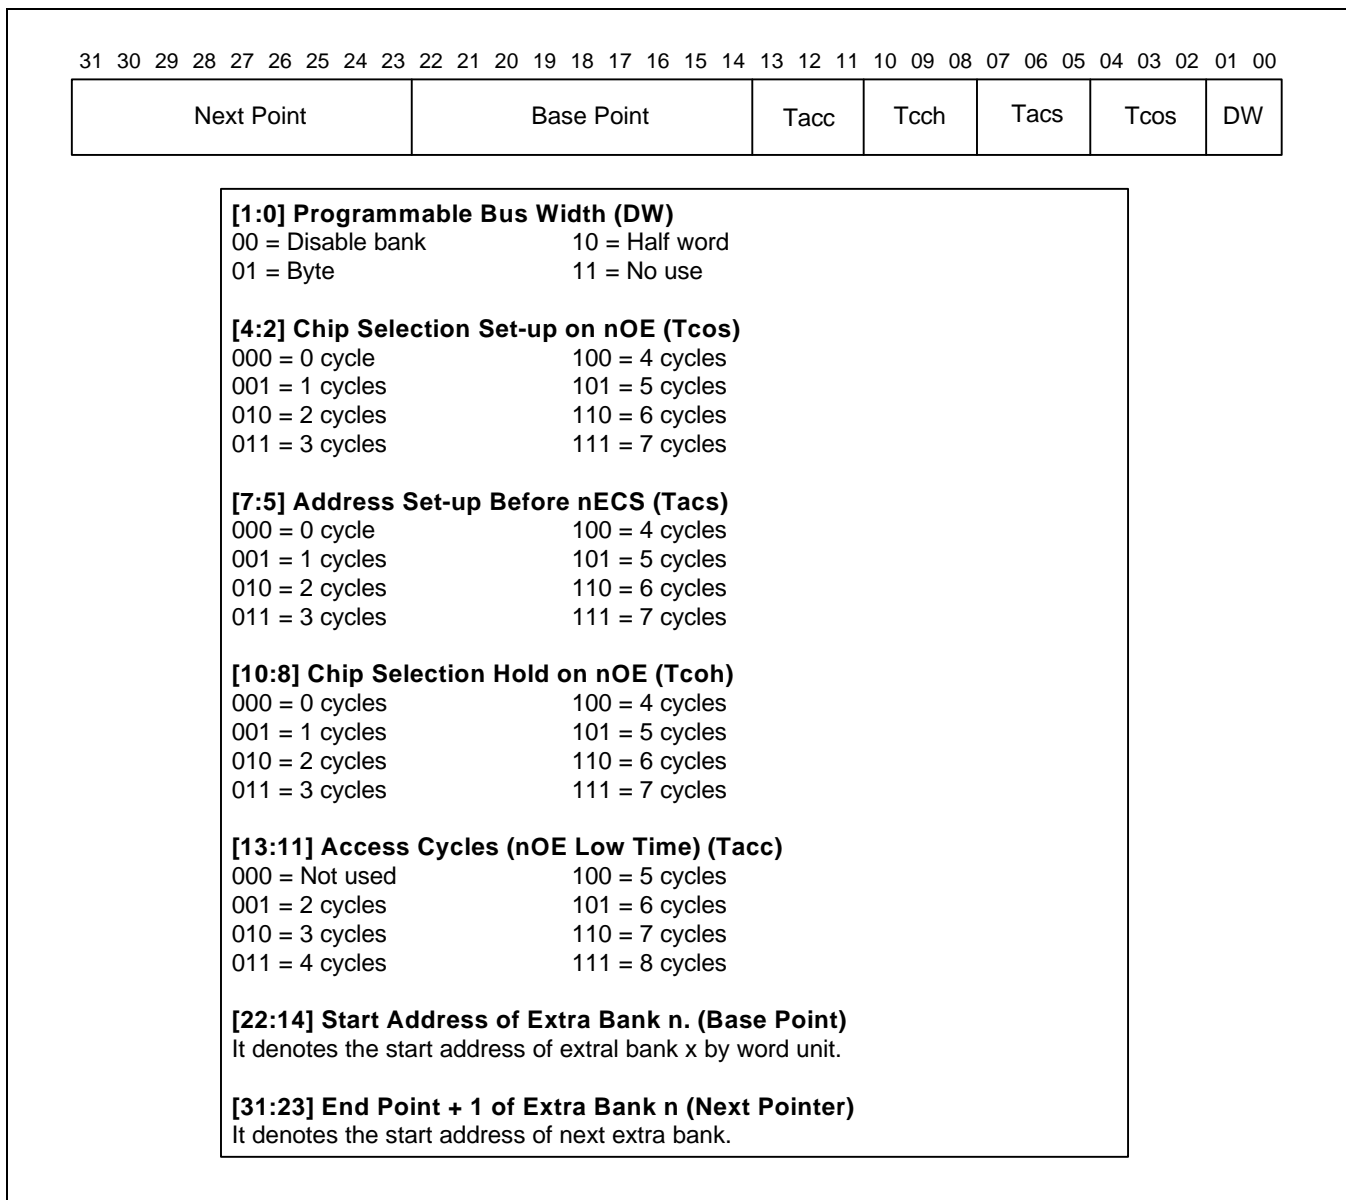 31 30 29 28 27 26 25 24 23 22 21 20 19 18 17 16 15 14 13 12 11 10 09 08 07 06 05 04 03 02 01 00
Next Point Base Point Tacc Tcch Tacs Tcos DW
[1:0] Programmable Bus Width (DW)
00 = Disable bank 10 = Half word
01 = Byte 11 = No use
[4:2] Chip Selection Set-up on nOE (Tcos)
000 = 0 cycle 100 = 4 cycles
001 = 1 cycles 101 = 5 cycles
010 = 2 cycles 110 = 6 cycles
011 = 3 cycles 111 = 7 cycles
[7:5] Address Set-up Before nECS (Tacs)
000 = 0 cycle 100 = 4 cycles
001 = 1 cycles 101 = 5 cycles
010 = 2 cycles 110 = 6 cycles
011 = 3 cycles 111 = 7 cycles
[10:8] Chip Selection Hold on nOE (Tcoh)
000 = 0 cycles 100 = 4 cycles
001 = 1 cycles 101 = 5 cycles
010 = 2 cycles 110 = 6 cycles
011 = 3 cycles 111 = 7 cycles
[13:11] Access Cycles (nOE Low Time) (Tacc)
000 = Not used 100 = 5 cycles
001 = 2 cycles 101 = 6 cycles
010 = 3 cycles 110 = 7 cycles
011 = 4 cycles 111 = 8 cycles
[22:14] Start Address of Extra Bank n. (Base Point)
It denotes the start address of extral bank x by word unit.
[31:23] End Point + 1 of Extra Bank n (Next Pointer)
It denotes the start address of next extra bank.